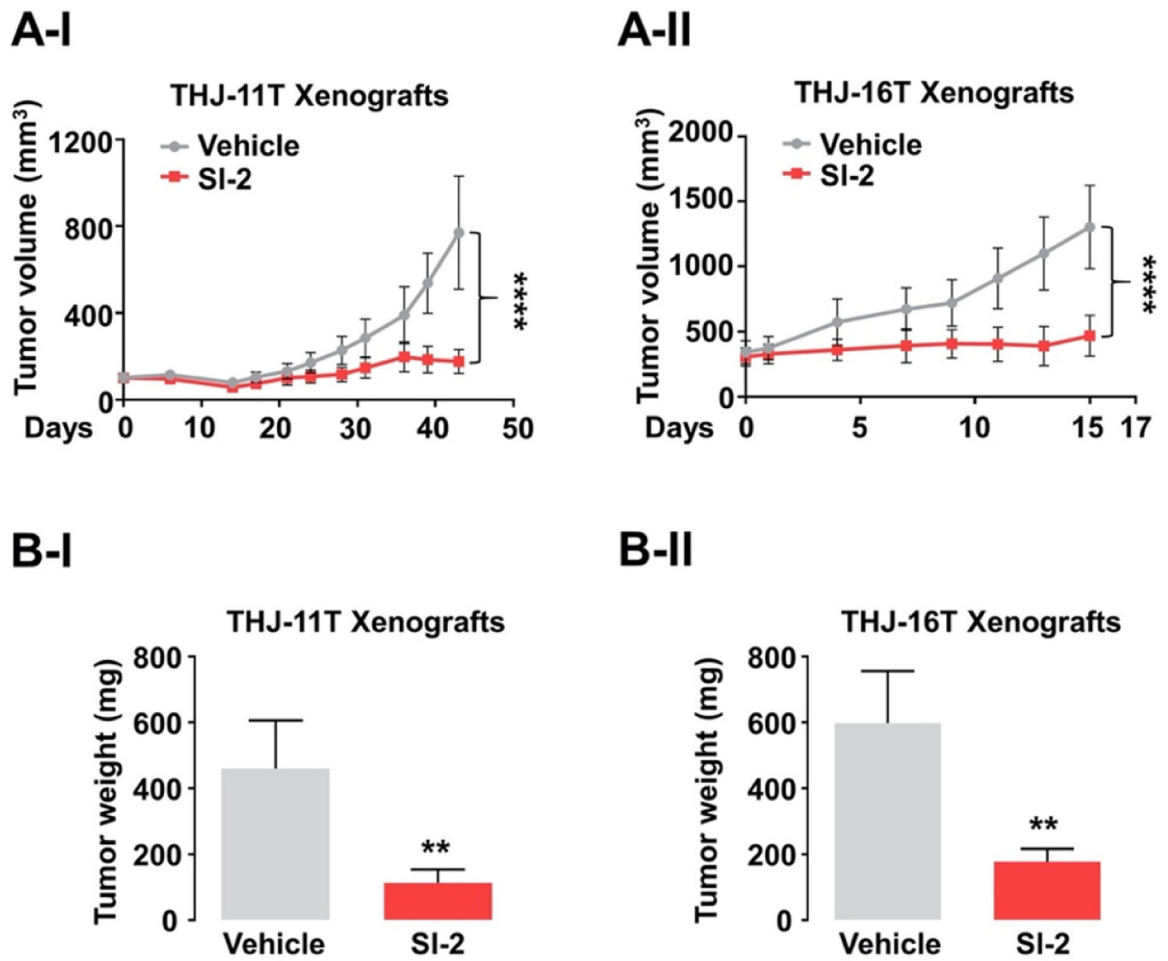 A-I
THJ-11T Xenografts
Tumor volume (mm³)
1200
800
400
0
Vehicle
SI-2
****
Days 0 10 20 30 40 50
A-II
THJ-16T Xenografts
Tumor volume (mm³)
2000
1500
1000
500
0
Vehicle
SI-2
****
Days 0 5 10 15 17
B-I
THJ-11T Xenografts
Tumor weight (mg)
800
600
400
200
0
**
Vehicle SI-2
B-II
THJ-16T Xenografts
Tumor weight (mg)
800
600
400
200
0
**
Vehicle SI-2